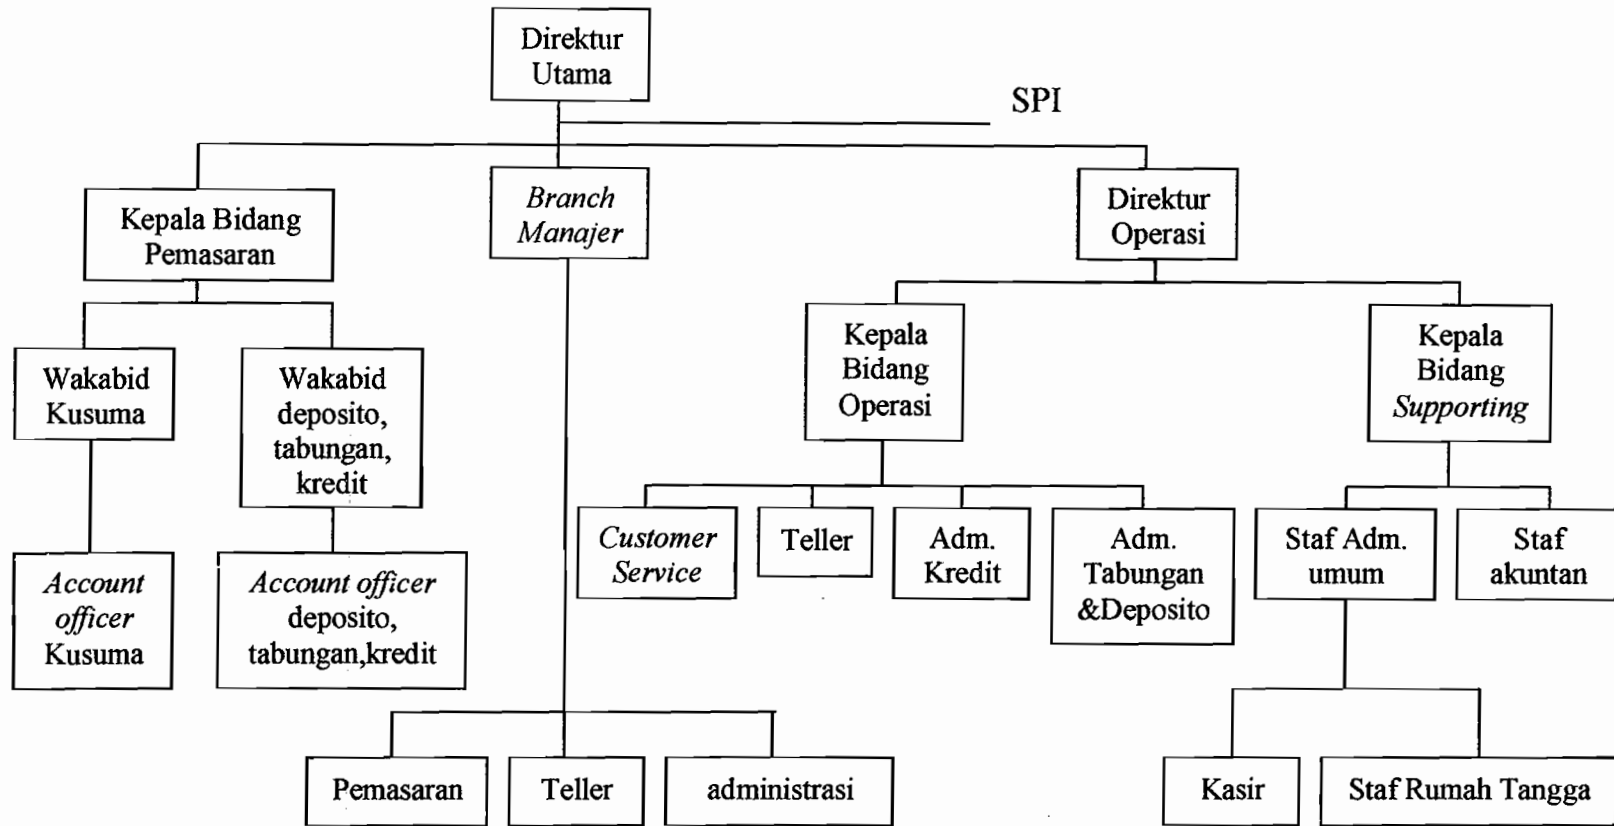 Direktur
Utama
SPI
Kepala Bidang
Pemasaran
Branch
Manajer
Direktur
Operasi
Wakabid
Kusuma
Wakabid
deposito,
tabungan,
kredit
Kepala
Bidang
Operasi
Kepala
Bidang
Supporting
Account
officer
Kusuma
Account officer
deposito,
tabungan,kredit
Customer
Service
Teller
Adm.
Kredit
Adm.
Tabungan
&Deposito
Staf Adm.
umum
Staf
akuntan
Pemasaran
Teller
administrasi
Kasir
Staf Rumah Tangga